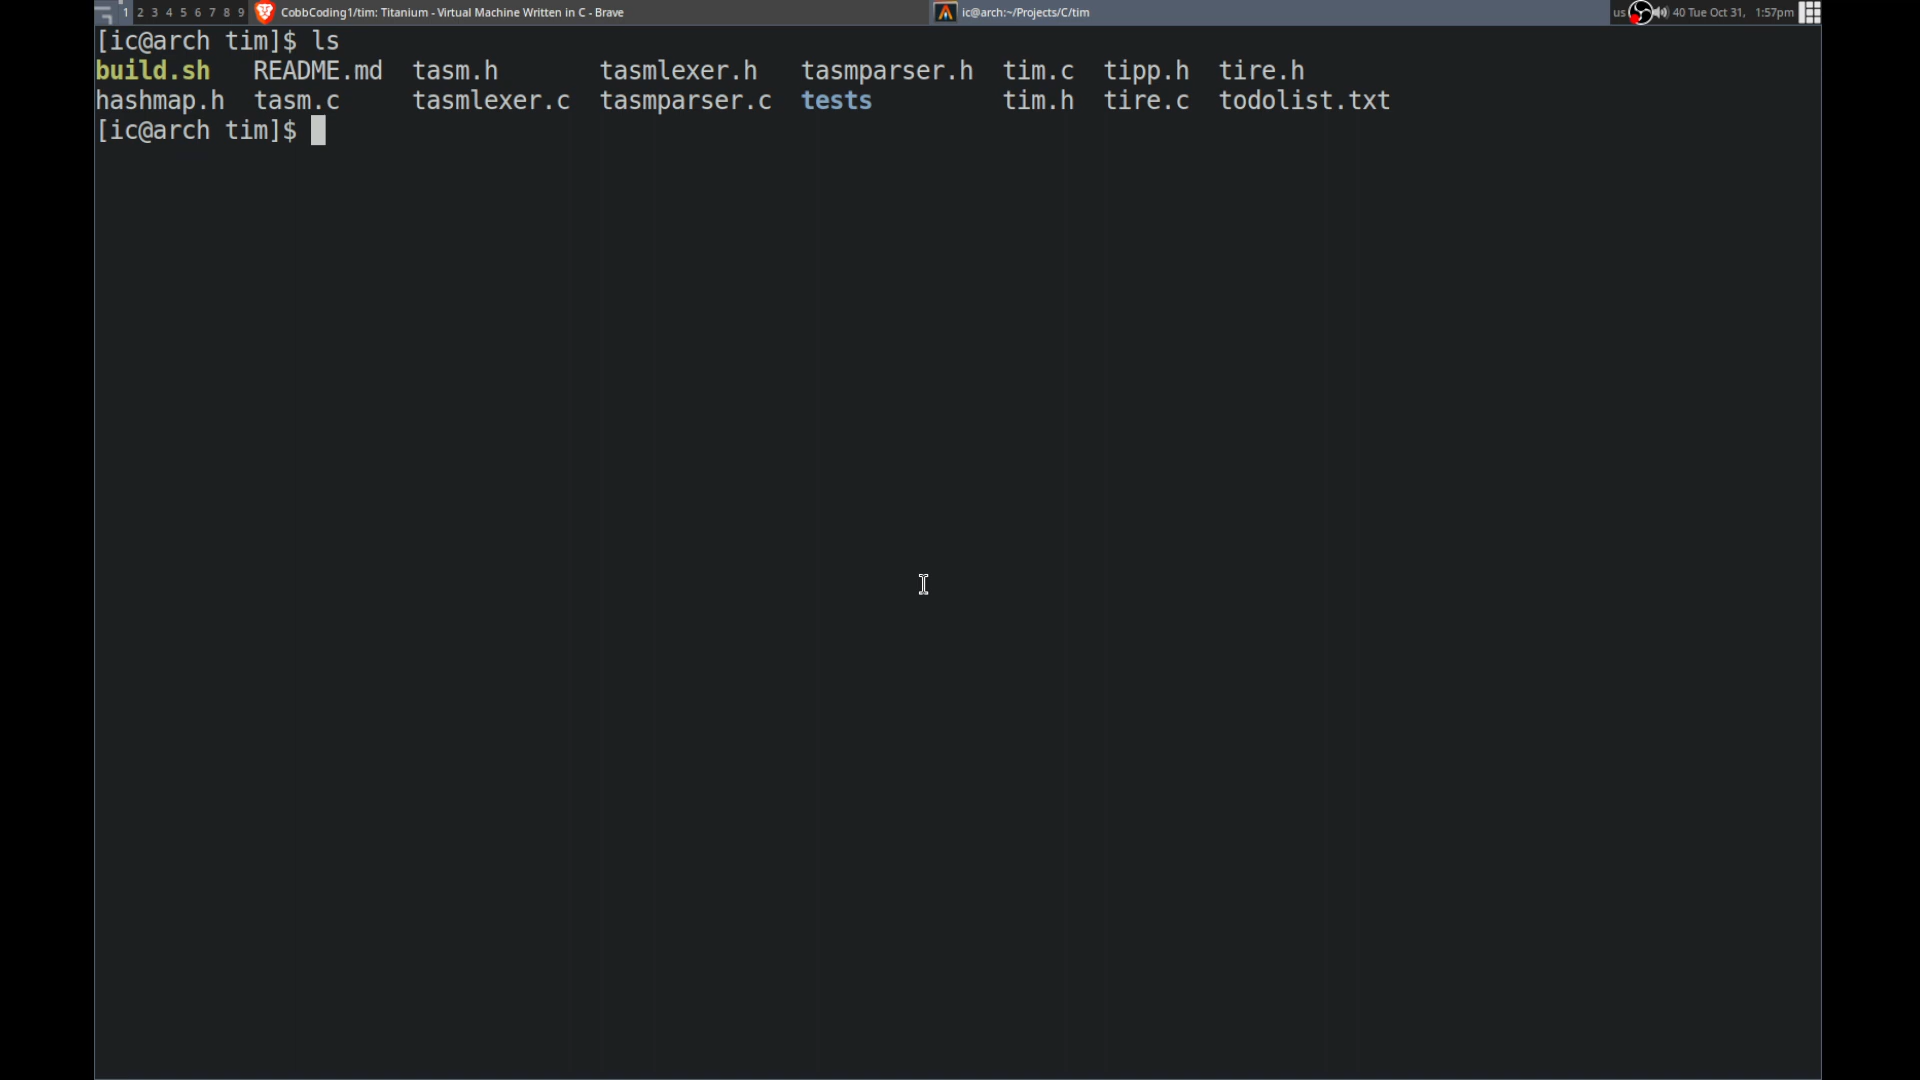 1 2 3 4 5 6 7 8 9 CobbCoding1/tim: Titanium - Virtual Machine Written in C - Brave ic@arch:~/Projects/C/tim us 40 Tue Oct 31, 1:57pm
[ic@arch tim]$ ls
build.sh README.md tasm.h tasmlexer.h tasmparser.h tim.c tipp.h tire.h
hashmap.h tasm.c tasmlexer.c tasmparser.c tests tim.h tire.c todolist.txt
[ic@arch tim]$